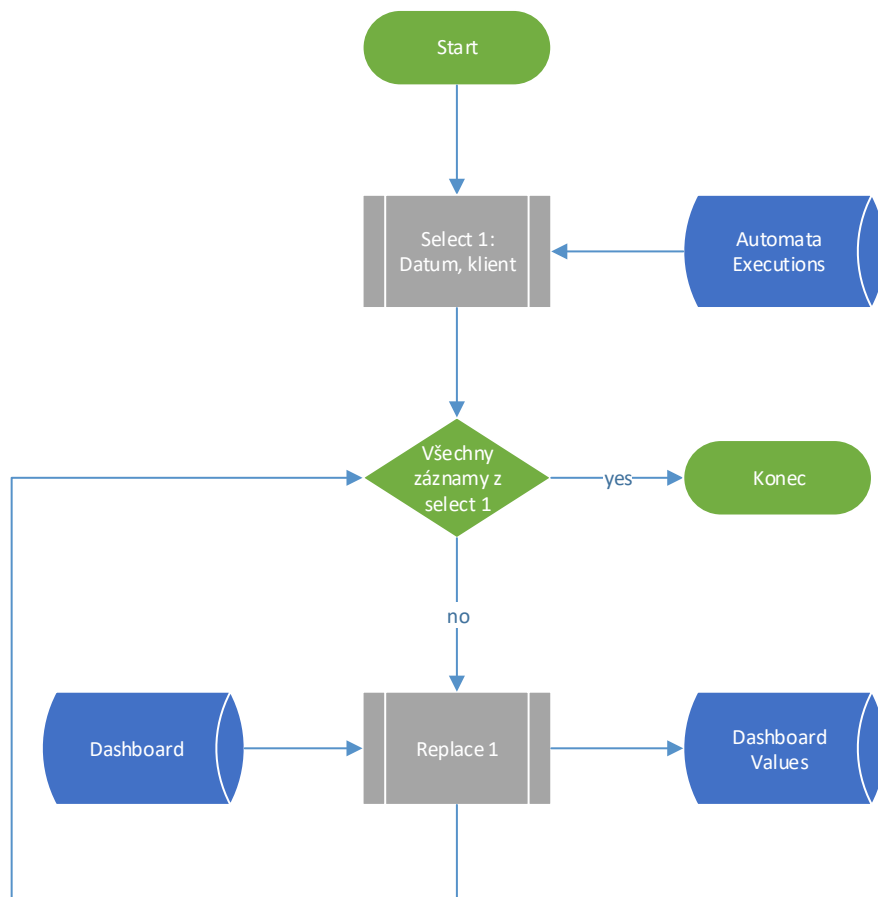 Start
Select 1:
Datum, klient
Automata
Executions
Všechny
záznamy z
select 1
yes
Konec
no
Dashboard
Replace 1
Dashboard
Values